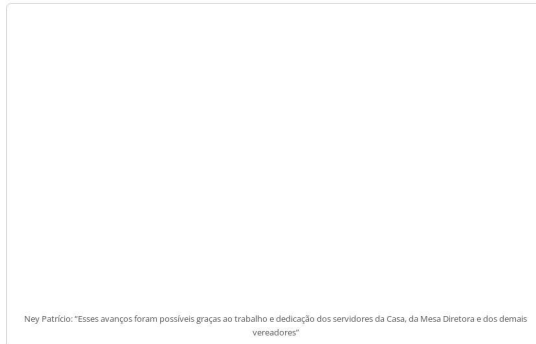 Ney Patrício: “Esses avanços foram possíveis graças ao trabalho e dedicação dos servidores da Casa, da Mesa Diretora e dos demais
vereadores”